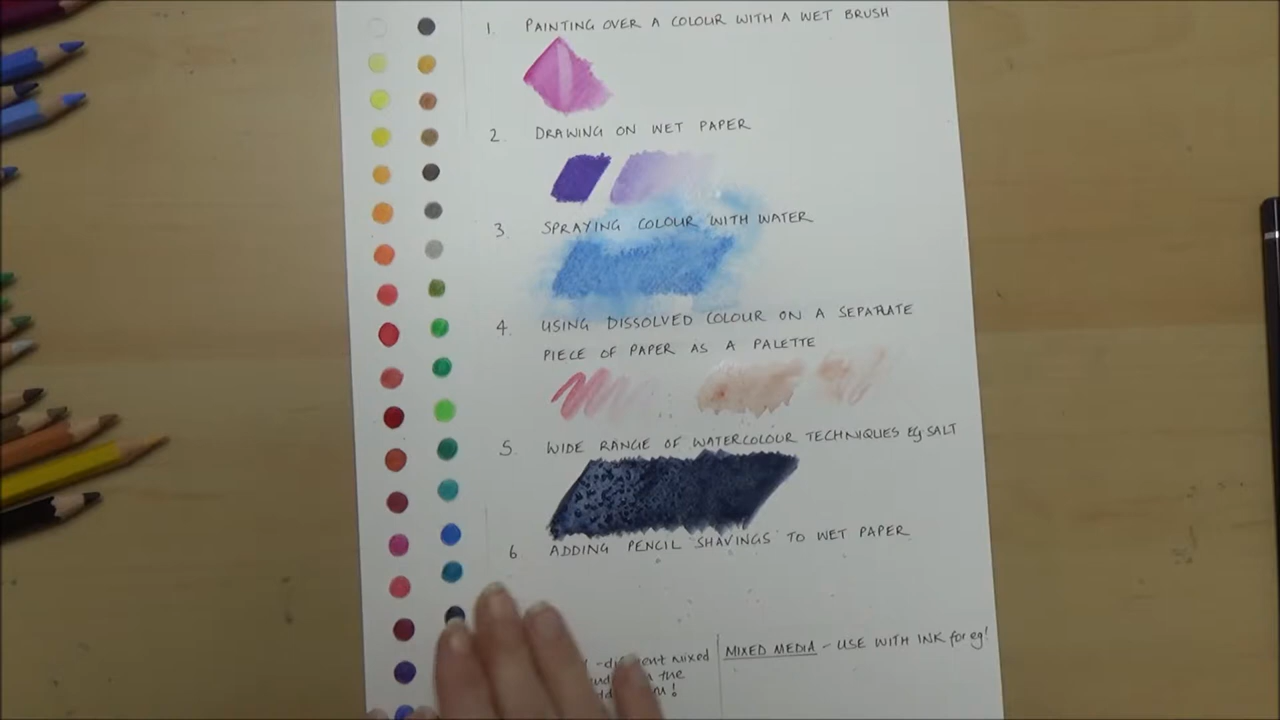 1. PAINTING OVER A COLOUR WITH A WET BRUSH
2. DRAWING ON WET PAPER
3. SPRAYING COLOUR WITH WATER
4. USING DISSOLVED COLOUR ON A SEPARATE
PIECE OF PAPER AS A PALETTE
5. WIDE RANGE OF WATERCOLOUR TECHNIQUES Eg SALT
6 ADDING PENCIL SHAVINGS TO WET PAPER
mixed
the
MIXED MEDIA - USE WITH INK for eg!